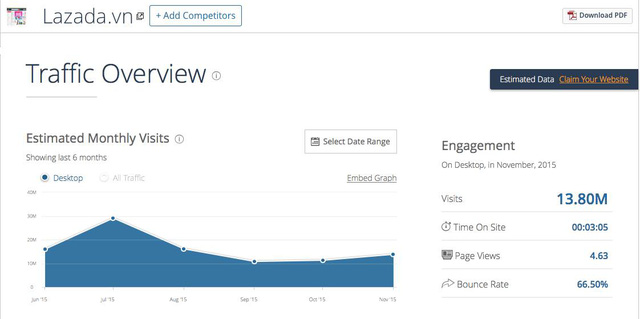 Lazada.vn
+ Add Competitors
Download PDF
Traffic Overview
Estimated Data Claim Your Website
Estimated Monthly Visits
Showing last 6 months
Select Date Range
Desktop
All Traffic
Embed Graph
40M
30M
20M
10M
0
Jun '15
Jul '15
Aug '15
Sep '15
Oct '15
Nov '15
Engagement
On Desktop, in November, 2015
Visits 13.80M
Time On Site 00:03:05
Page Views 4.63
Bounce Rate 66.50%